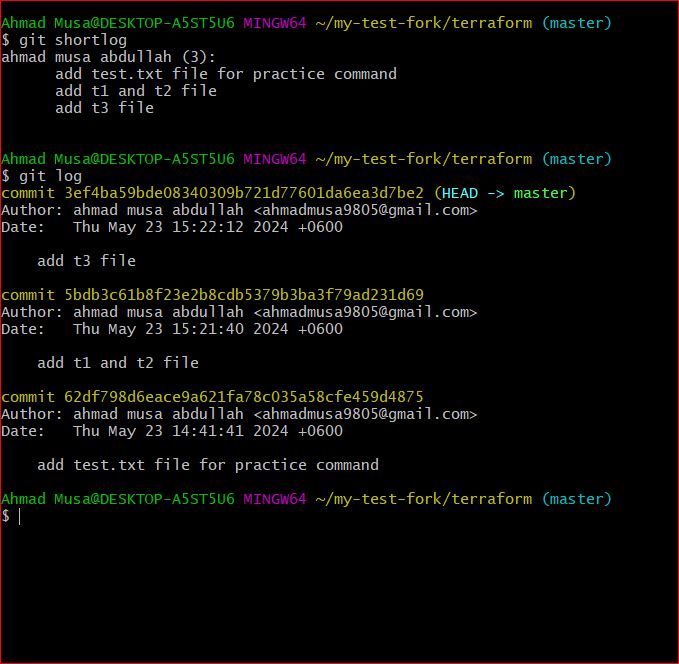 Ahmad Musa@DESKTOP-A5ST5U6 MINGW64 ~/my-test-fork/terraform (master)
$ git shortlog
ahmad musa abdullah (3):
      add test.txt file for practice command
      add t1 and t2 file
      add t3 file
Ahmad Musa@DESKTOP-A5ST5U6 MINGW64 ~/my-test-fork/terraform (master)
$ git log
commit 3ef4ba59bde08340309b721d77601da6ea3d7be2 (HEAD -> master)
Author: ahmad musa abdullah <ahmadmusa9805@gmail.com>
Date:   Thu May 23 15:22:12 2024 +0600
    add t3 file
commit 5bdb3c61b8f23e2b8cdb5379b3ba3f79ad231d69
Author: ahmad musa abdullah <ahmadmusa9805@gmail.com>
Date:   Thu May 23 15:21:40 2024 +0600
    add t1 and t2 file
commit 62df798d6eace9a621fa78c035a58cfe459d4875
Author: ahmad musa abdullah <ahmadmusa9805@gmail.com>
Date:   Thu May 23 14:41:41 2024 +0600
    add test.txt file for practice command
Ahmad Musa@DESKTOP-A5ST5U6 MINGW64 ~/my-test-fork/terraform (master)
$